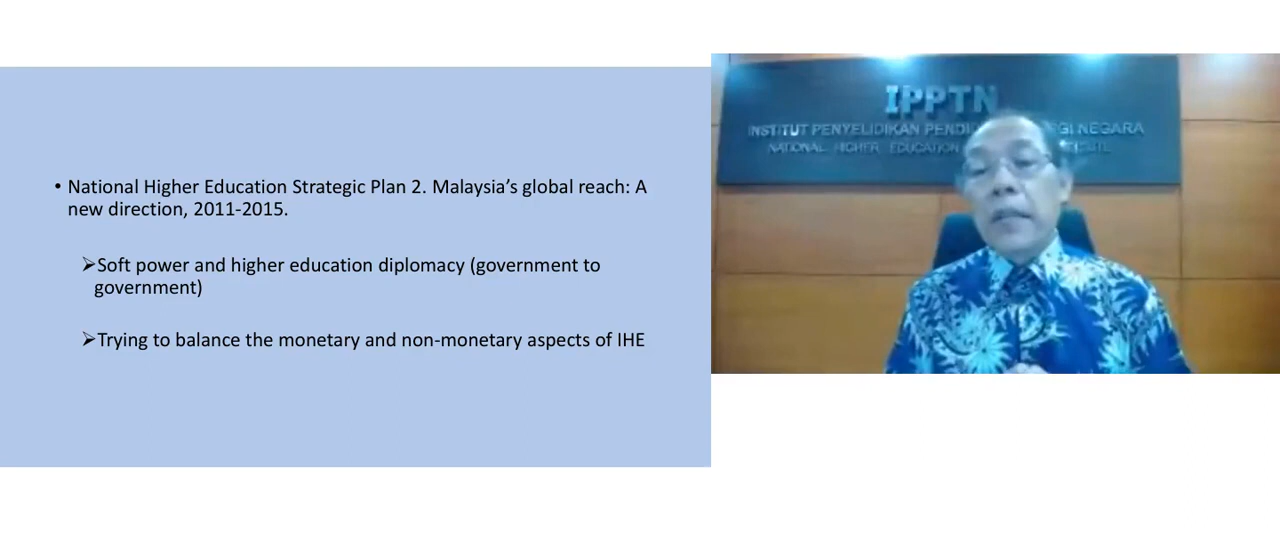 • National Higher Education Strategic Plan 2. Malaysia's global reach: A
new direction, 2011-2015.
➢Soft power and higher education diplomacy (government to
government)
➢Trying to balance the monetary and non-monetary aspects of IHE
IPPTN
INSTITUT PENYELIDIKAN NEGARA
NATIONAL HIGHER EDUCATION